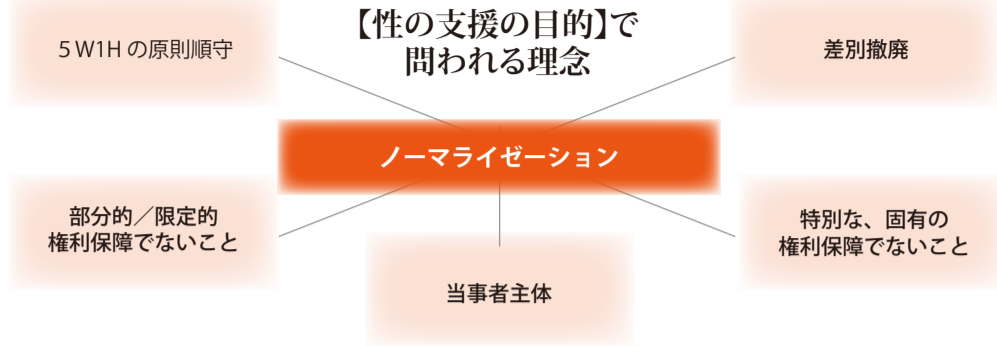 【性の支援の目的】で
問われる理念
５W1H の原則順守
差別撤廃
ノーマライゼーション
部分的／限定的
権利保障でないこと
特別な、固有の
権利保障でないこと
当事者主体